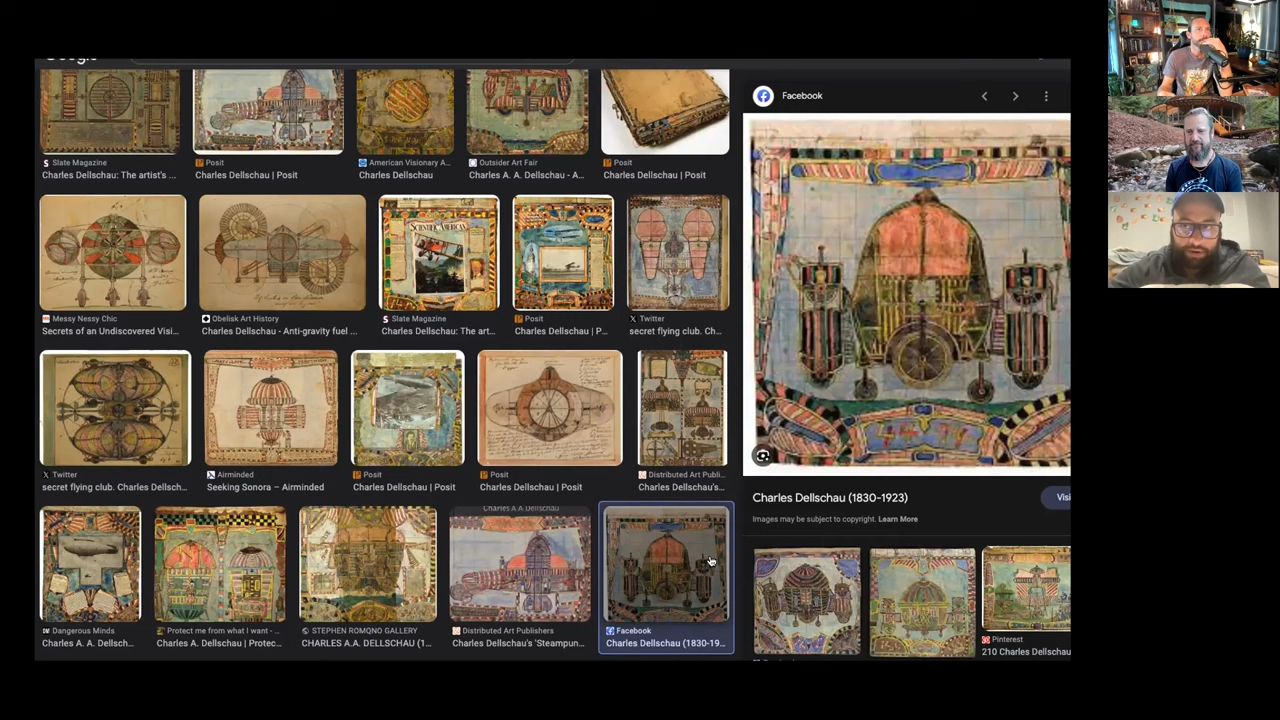 Google
Slate Magazine
Charles Dellschau: The artist's ...
Posit
Charles Dellschau | Posit
American Visionary A...
Charles Dellschau
Outsider Art Fair
Charles A. A. Dellschau - A...
Posit
Charles Dellschau | Posit
Messy Nessy Chic
Secrets of an Undiscovered Visi...
Obelisk Art History
Charles Dellschau - Anti-gravity fuel ...
SCIENTIFIC AMERICAN
Slate Magazine
Charles Dellschau: The art...
Posit
Charles Dellschau | P...
Twitter
secret flying club. Ch...
Twitter
secret flying club. Charles Dellsch...
Airminded
Seeking Sonora – Airminded
Posit
Charles Dellschau | Posit
Posit
Charles Dellschau | Posit
Distributed Art Publi...
Charles Dellschau's...
Dangerous Minds
Charles A. A. Dellsch...
Protect me from what I want - ...
Charles A. Dellschau | Protec...
STEPHEN ROMANO GALLERY
CHARLES A.A. DELLSCHAU (1...
Charles A.A. Dellschau
Distributed Art Publishers
Charles Dellschau's 'Steampun...
Facebook
Charles Dellschau (1830-19...
Facebook
Charles Dellschau (1830-1923)
Visi
Images may be subject to copyright. Learn More
Pinterest
210 Charles Dellschau